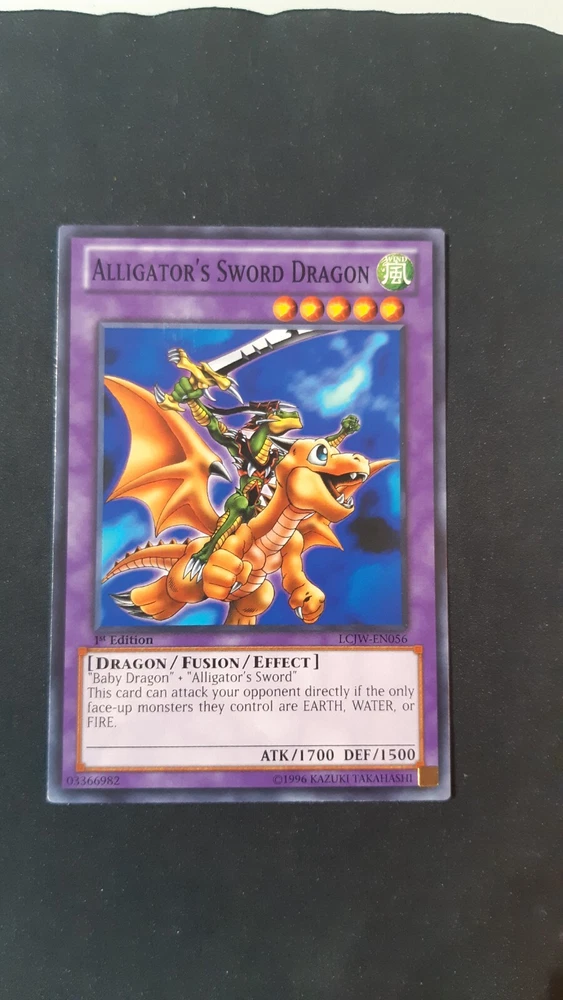 ALLIGATOR'S SWORD DRAGON
WIND
風
1st Edition
LCJW-EN056
[DRAGON/FUSION/EFFECT]
"Baby Dragon" + "Alligator's Sword"
This card can attack your opponent directly if the only
face-up monsters they control are EARTH, WATER, or
FIRE.
ATK/1700 DEF/1500
03366982
©1996 KAZUKI TAKAHASHI